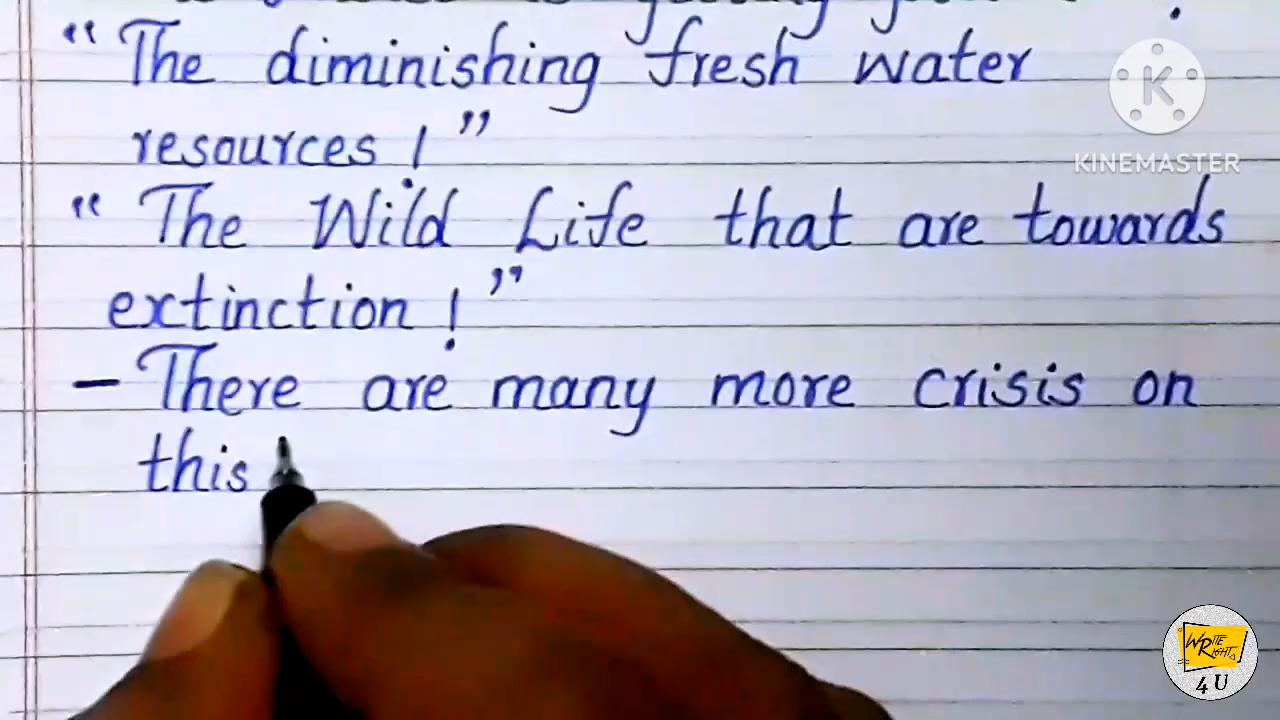 “ The diminishing fresh water
resources ! ”
“ The Wild Life that are towards
extinction ! ”
– There are many more crisis on
this
K
KINEMASTER
WRITE
RIGHT
4 U